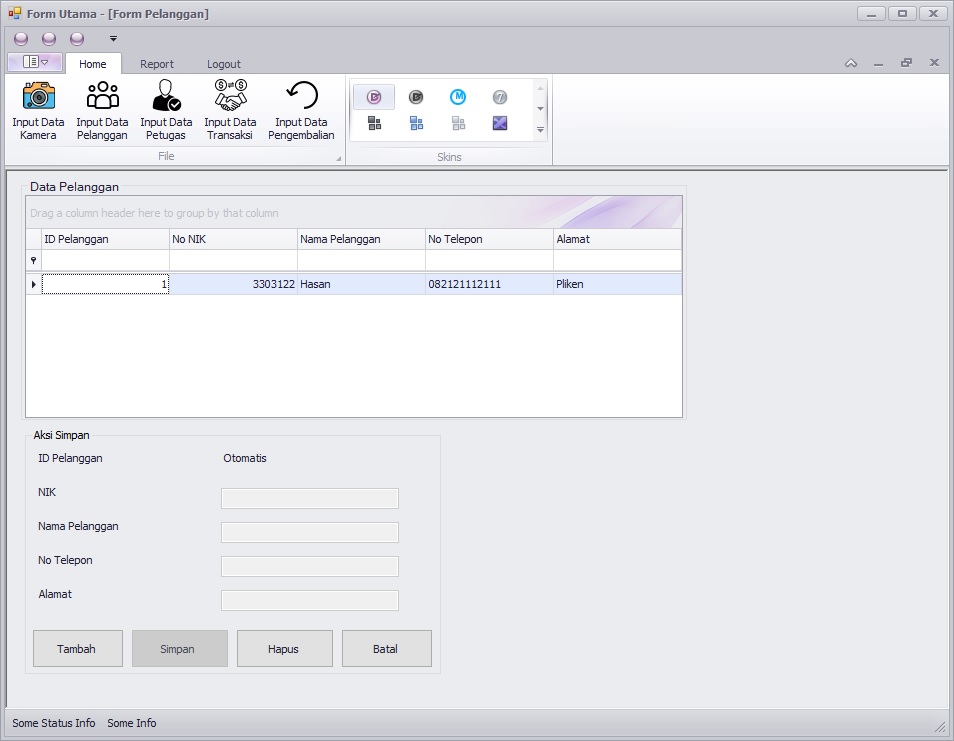 Form Utama - [Form Pelanggan]
Home Report Logout
Input Data Kamera
Input Data Pelanggan
Input Data Petugas
Input Data Transaksi
Input Data Pengembalian
File
Skins
Data Pelanggan
Drag a column header here to group by that column
ID Pelanggan No NIK Nama Pelanggan No Telepon Alamat
1 3303122 Hasan 082121112111 Pliken
Aksi Simpan
ID Pelanggan Otomatis
NIK
Nama Pelanggan
No Telepon
Alamat
Tambah Simpan Hapus Batal
Some Status Info Some Info